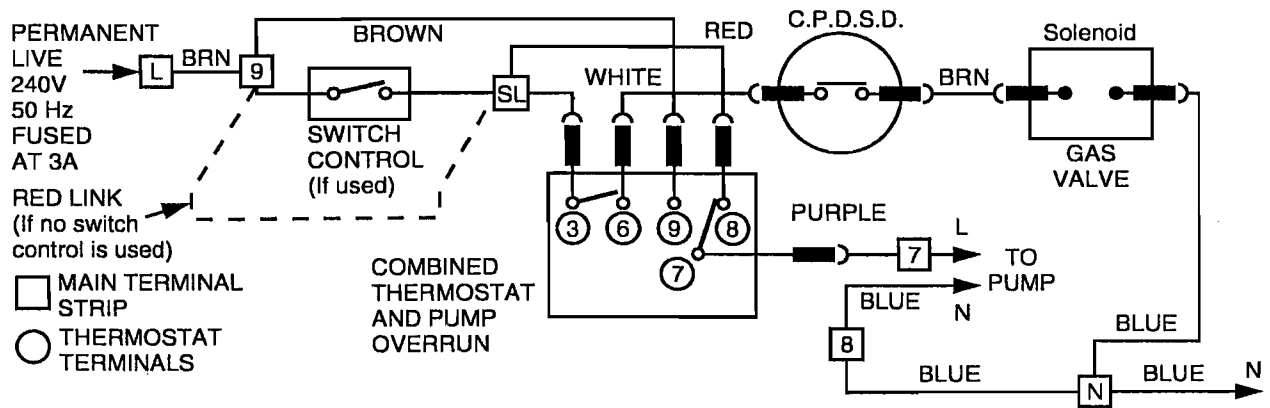 PERMANENT
LIVE
240V
50 Hz
FUSED
AT 3A
L
BRN
9
BROWN
SWITCH
CONTROL
(If used)
SL
RED
WHITE
C.P.D.S.D.
BRN
Solenoid
GAS
VALVE
RED LINK
(If no switch
control is used)
MAIN TERMINAL
STRIP
THERMOSTAT
TERMINALS
COMBINED
THERMOSTAT
AND PUMP
OVERRUN
3
6
9
8
7
PURPLE
7
L
TO
PUMP
BLUE
N
8
BLUE
BLUE
N
BLUE
N